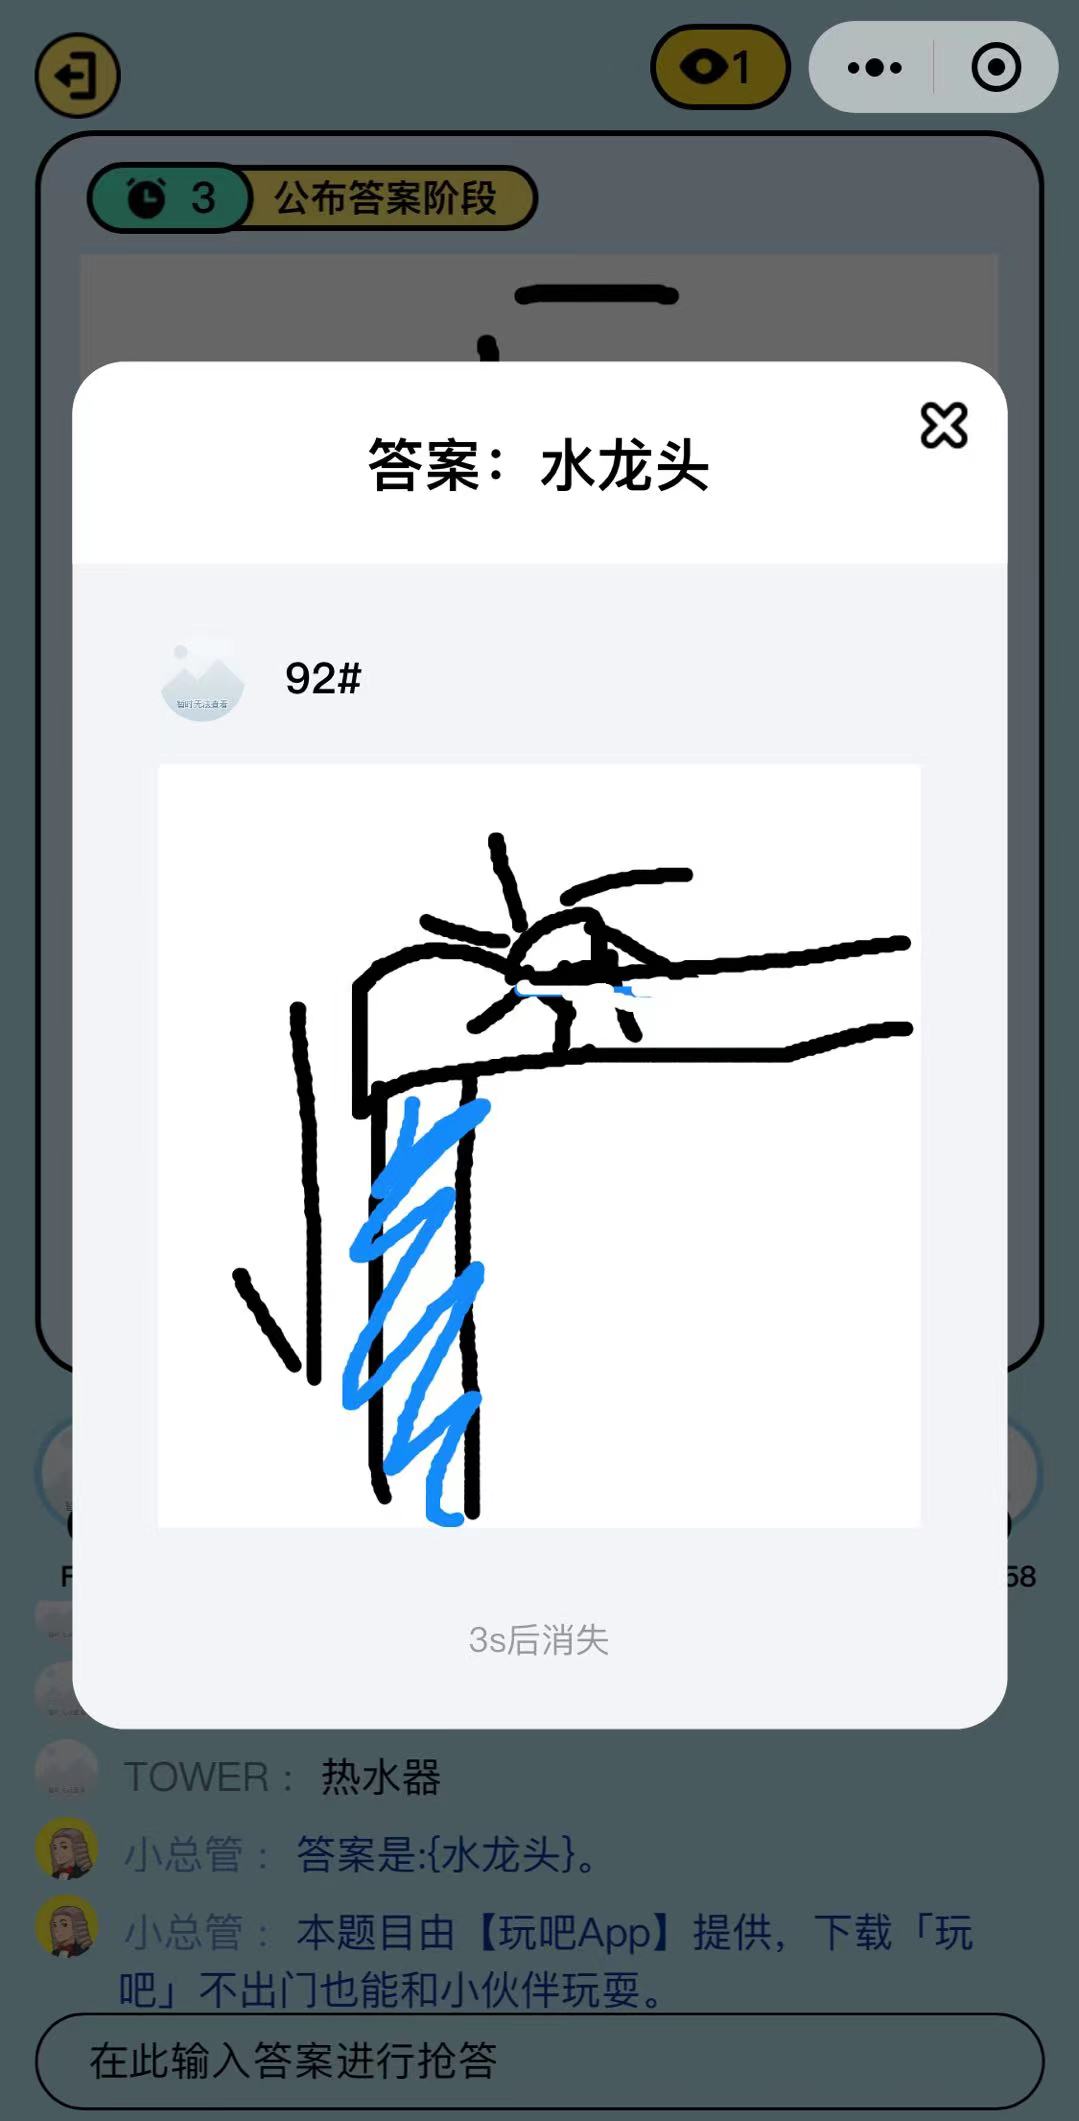 1
3 公布答案阶段
答案：水龙头
92#
暂时无法查看
58
3s后消失
TOWER： 热水器
小总管： 答案是:{水龙头}。
小总管： 本题目由【玩吧App】提供，下载「玩
吧」不出门也能和小伙伴玩耍。
在此输入答案进行抢答